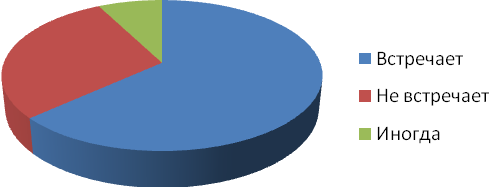 Встречает
Не встречает
Иногда